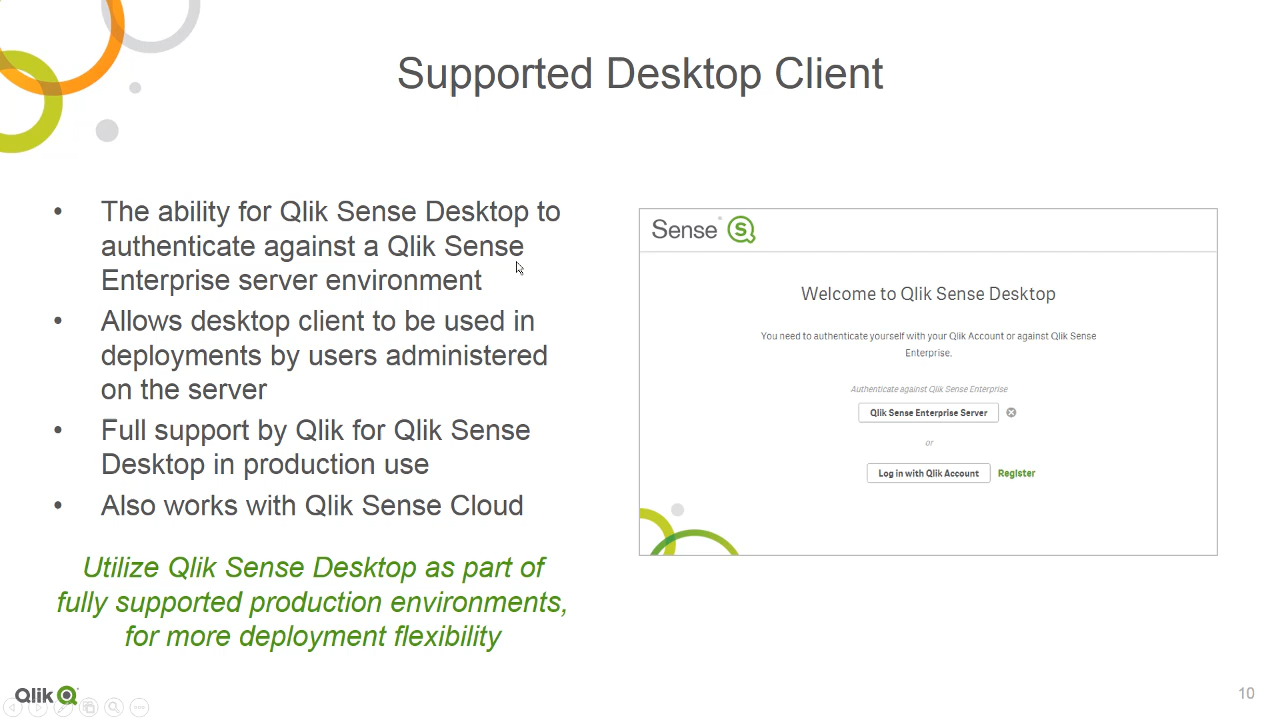 Supported Desktop Client
• The ability for Qlik Sense Desktop to
authenticate against a Qlik Sense
Enterprise server environment
• Allows desktop client to be used in
deployments by users administered
on the server
• Full support by Qlik for Qlik Sense
Desktop in production use
• Also works with Qlik Sense Cloud
Utilize Qlik Sense Desktop as part of
fully supported production environments,
for more deployment flexibility
Sense
Welcome to Qlik Sense Desktop
You need to authenticate yourself with your Qlik Account or against Qlik Sense
Enterprise.
Authenticate against Qlik Sense Enterprise
Qlik Sense Enterprise Server
or
Log in with Qlik Account Register
Qlik
10